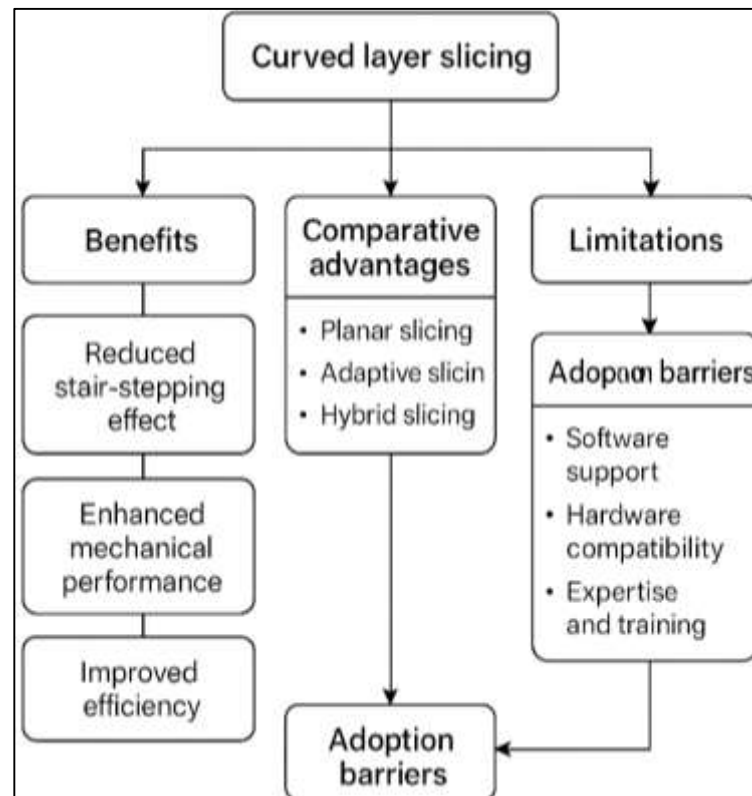 Curved layer slicing
Benefits
Reduced
stair-stepping
effect
Enhanced
mechanical
performance
Improved
efficiency
Comparative
advantages
• Planar slicing
• Adaptive slicin
• Hybrid slicing
Limitations
Adopaon barriers
• Software
support
• Hardware
compatibility
• Expertise
and training
Adoption
barriers